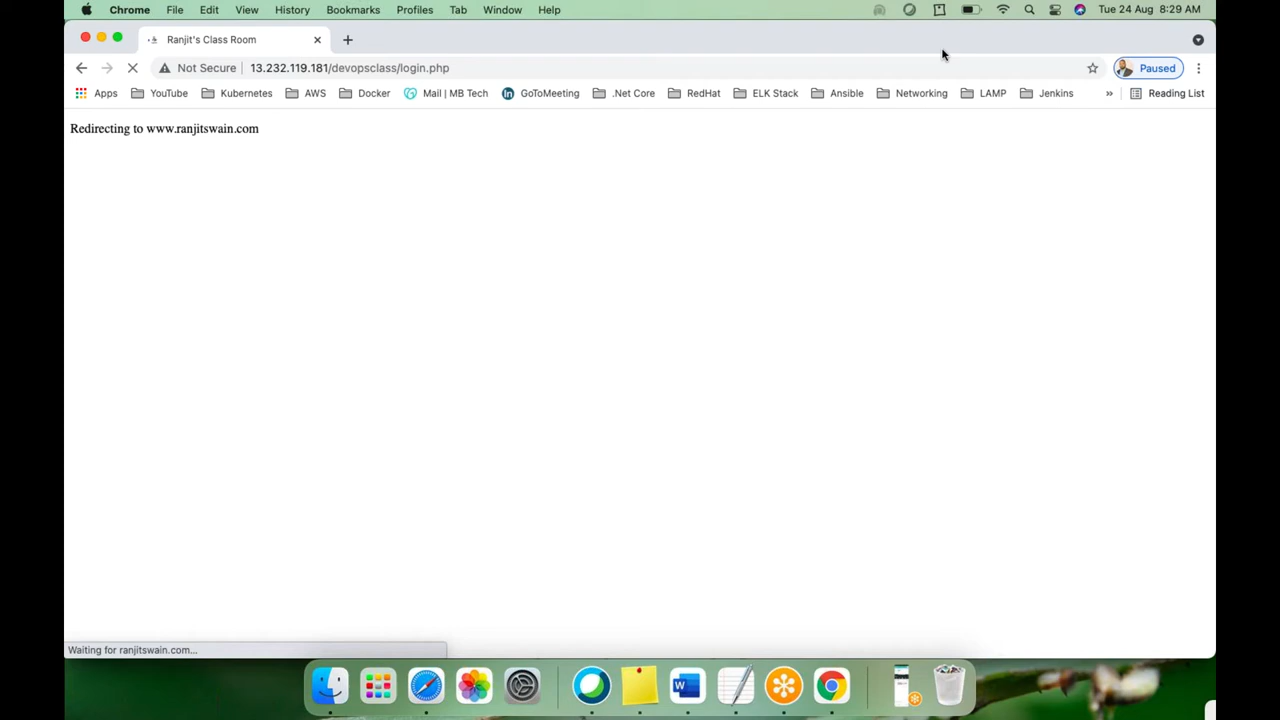 Chrome File Edit View History Bookmarks Profiles Tab Window Help Tue 24 Aug 8:29 AM
Ranjit's Class Room
Not Secure 13.232.119.181/devopsclass/login.php Paused
Apps YouTube Kubernetes AWS Docker Mail | MB Tech GoToMeeting .Net Core RedHat ELK Stack Ansible Networking LAMP Jenkins » Reading List
Redirecting to www.ranjitswain.com
Waiting for ranjitswain.com...